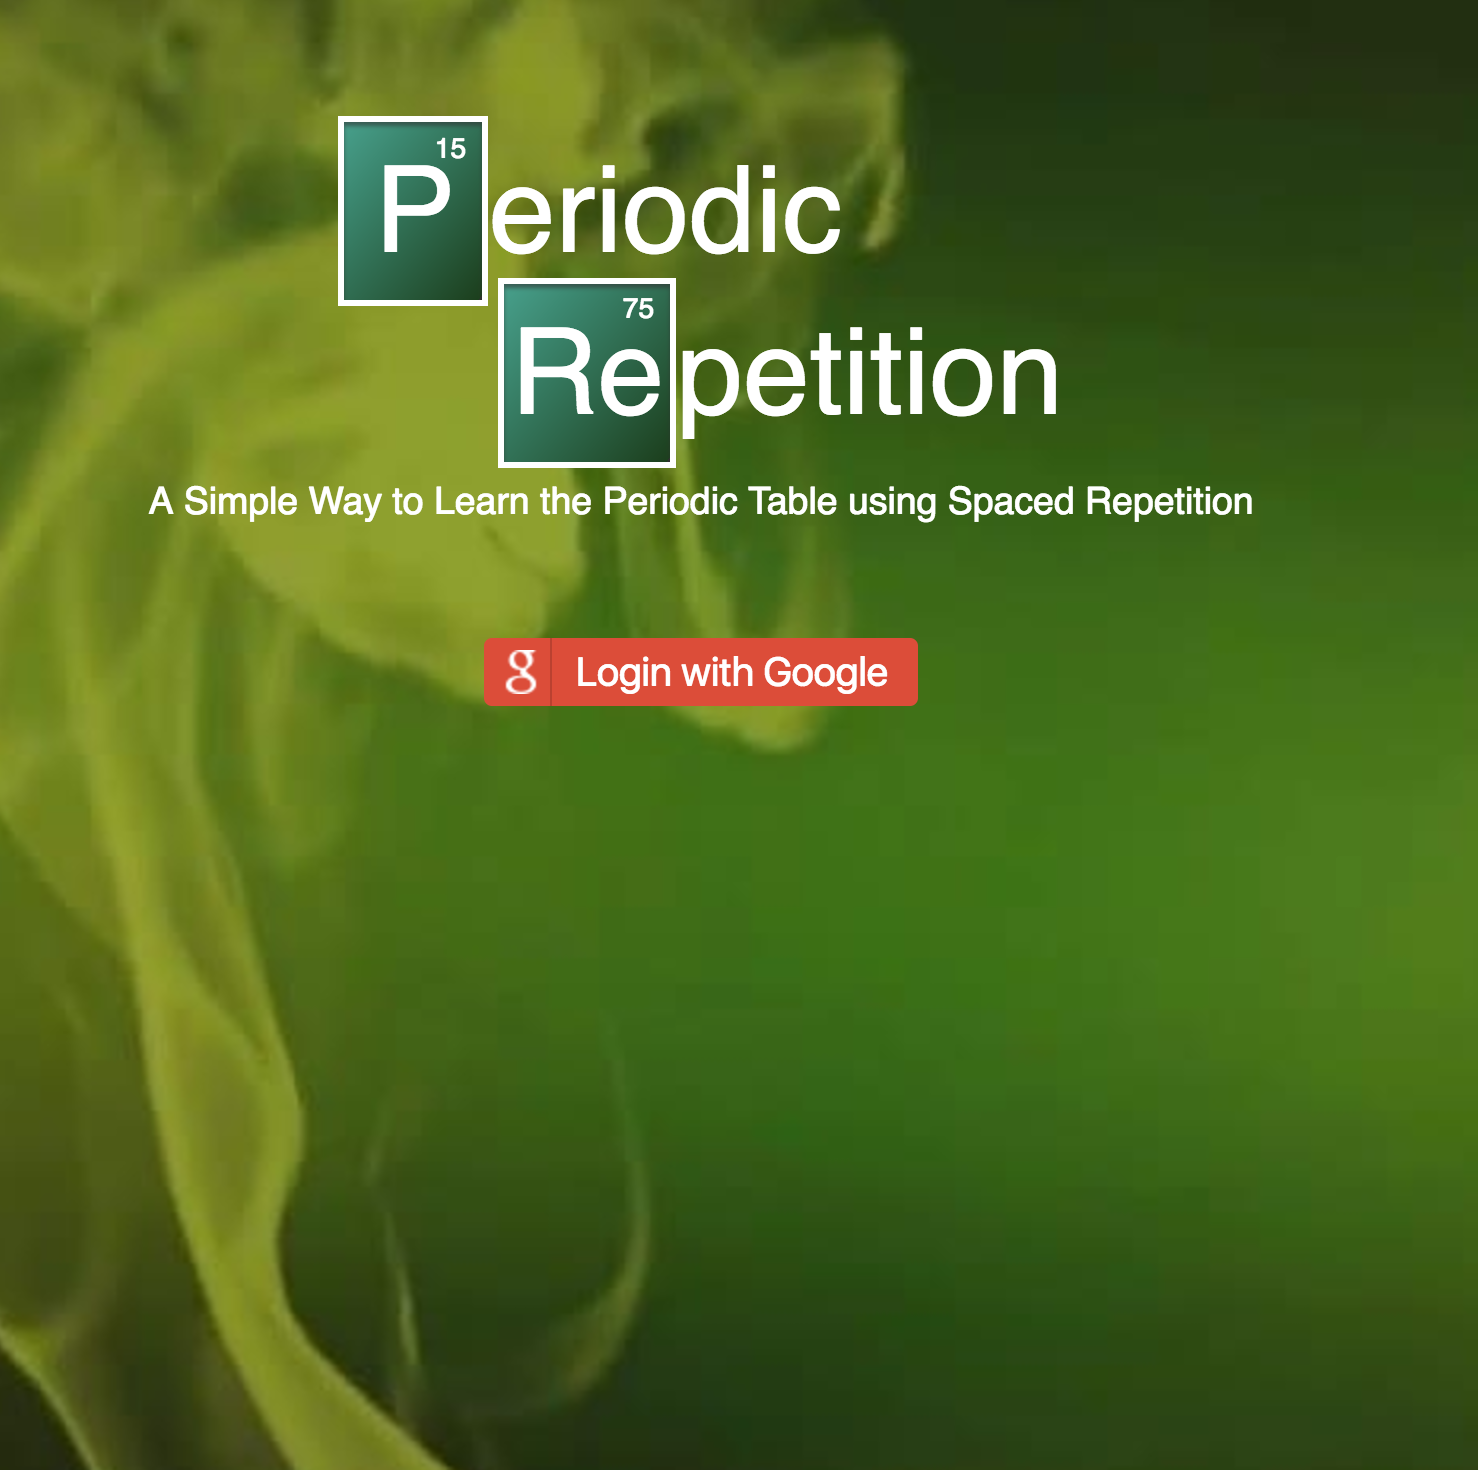 15
Periodic
75
Repetition
A Simple Way to Learn the Periodic Table using Spaced Repetition
g Login with Google